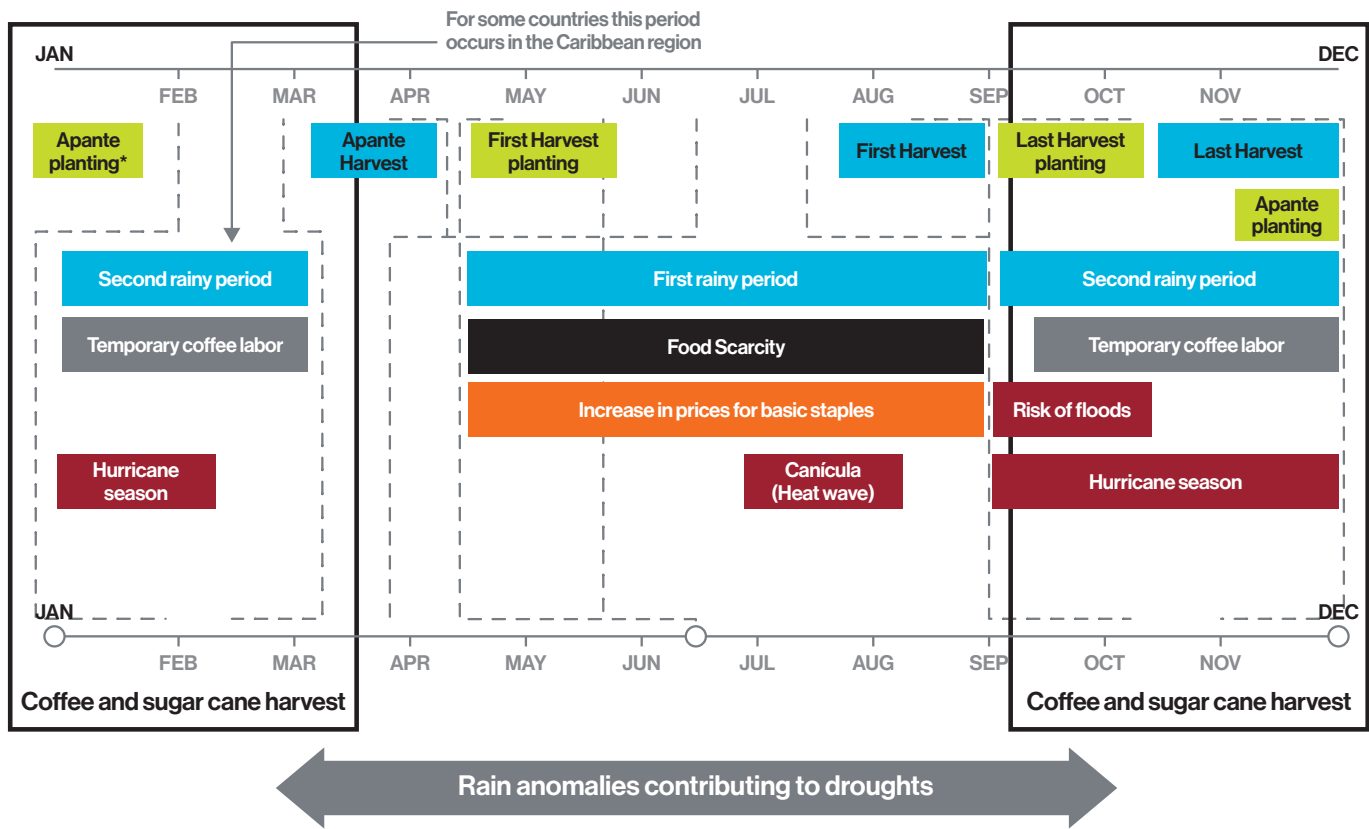 For some countries this period
occurs in the Caribbean region
JAN
DEC
FEB
MAR
APR
MAY
JUN
JUL
AUG
SEP
OCT
NOV
Apante
planting*
Apante
Harvest
First Harvest
planting
First Harvest
Last Harvest
planting
Last Harvest
Apante
planting
Second rainy period
First rainy period
Second rainy period
Temporary coffee labor
Food Scarcity
Temporary coffee labor
Increase in prices for basic staples
Risk of floods
Hurricane
season
Canícula
(Heat wave)
Hurricane season
JAN
DEC
FEB
MAR
APR
MAY
JUN
JUL
AUG
SEP
OCT
NOV
Coffee and sugar cane harvest
Coffee and sugar cane harvest
Rain anomalies contributing to droughts